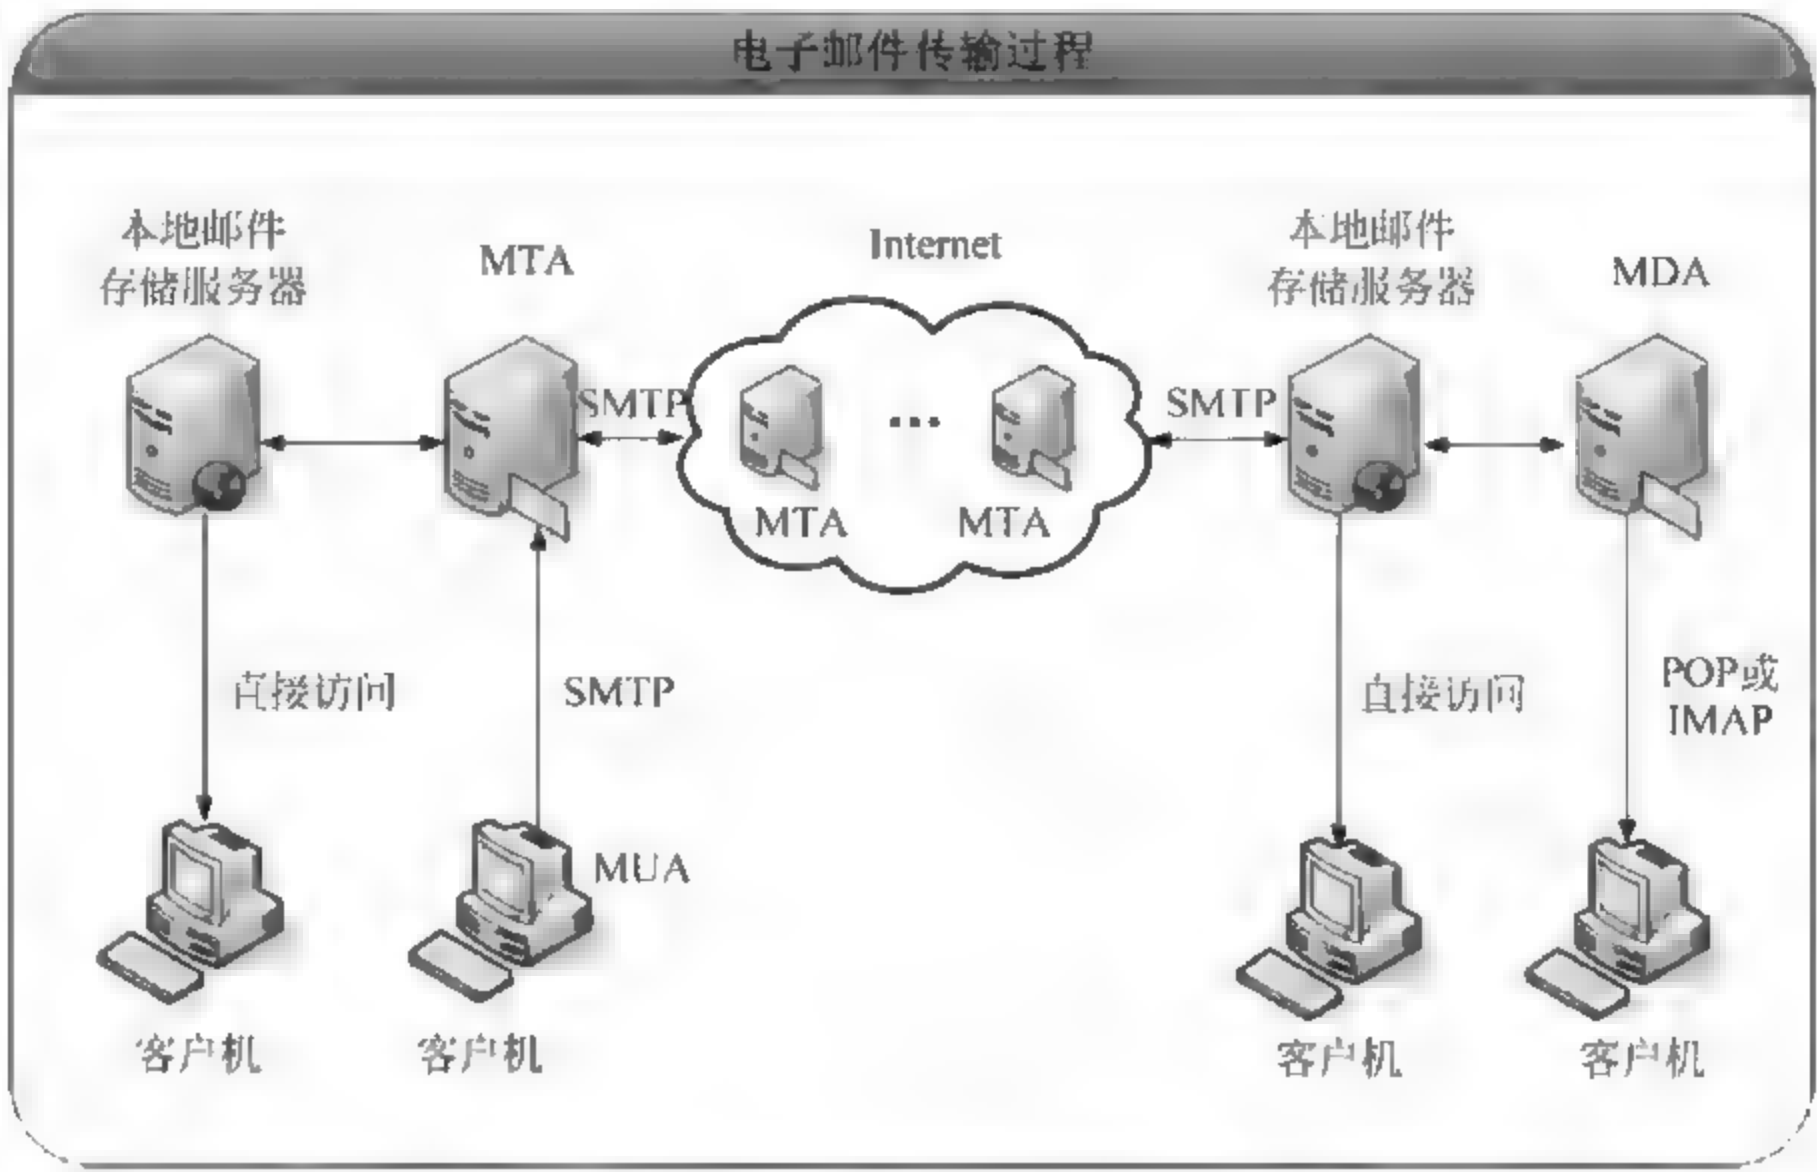 电子邮件传输过程
本地邮件
存储服务器
MTA
Internet
本地邮件
存储服务器
MDA
SMTP
...
SMTP
MTA
MTA
直接访问
SMTP
直接访问
POP或
IMAP
MUA
客户机
客户机
客户机
客户机